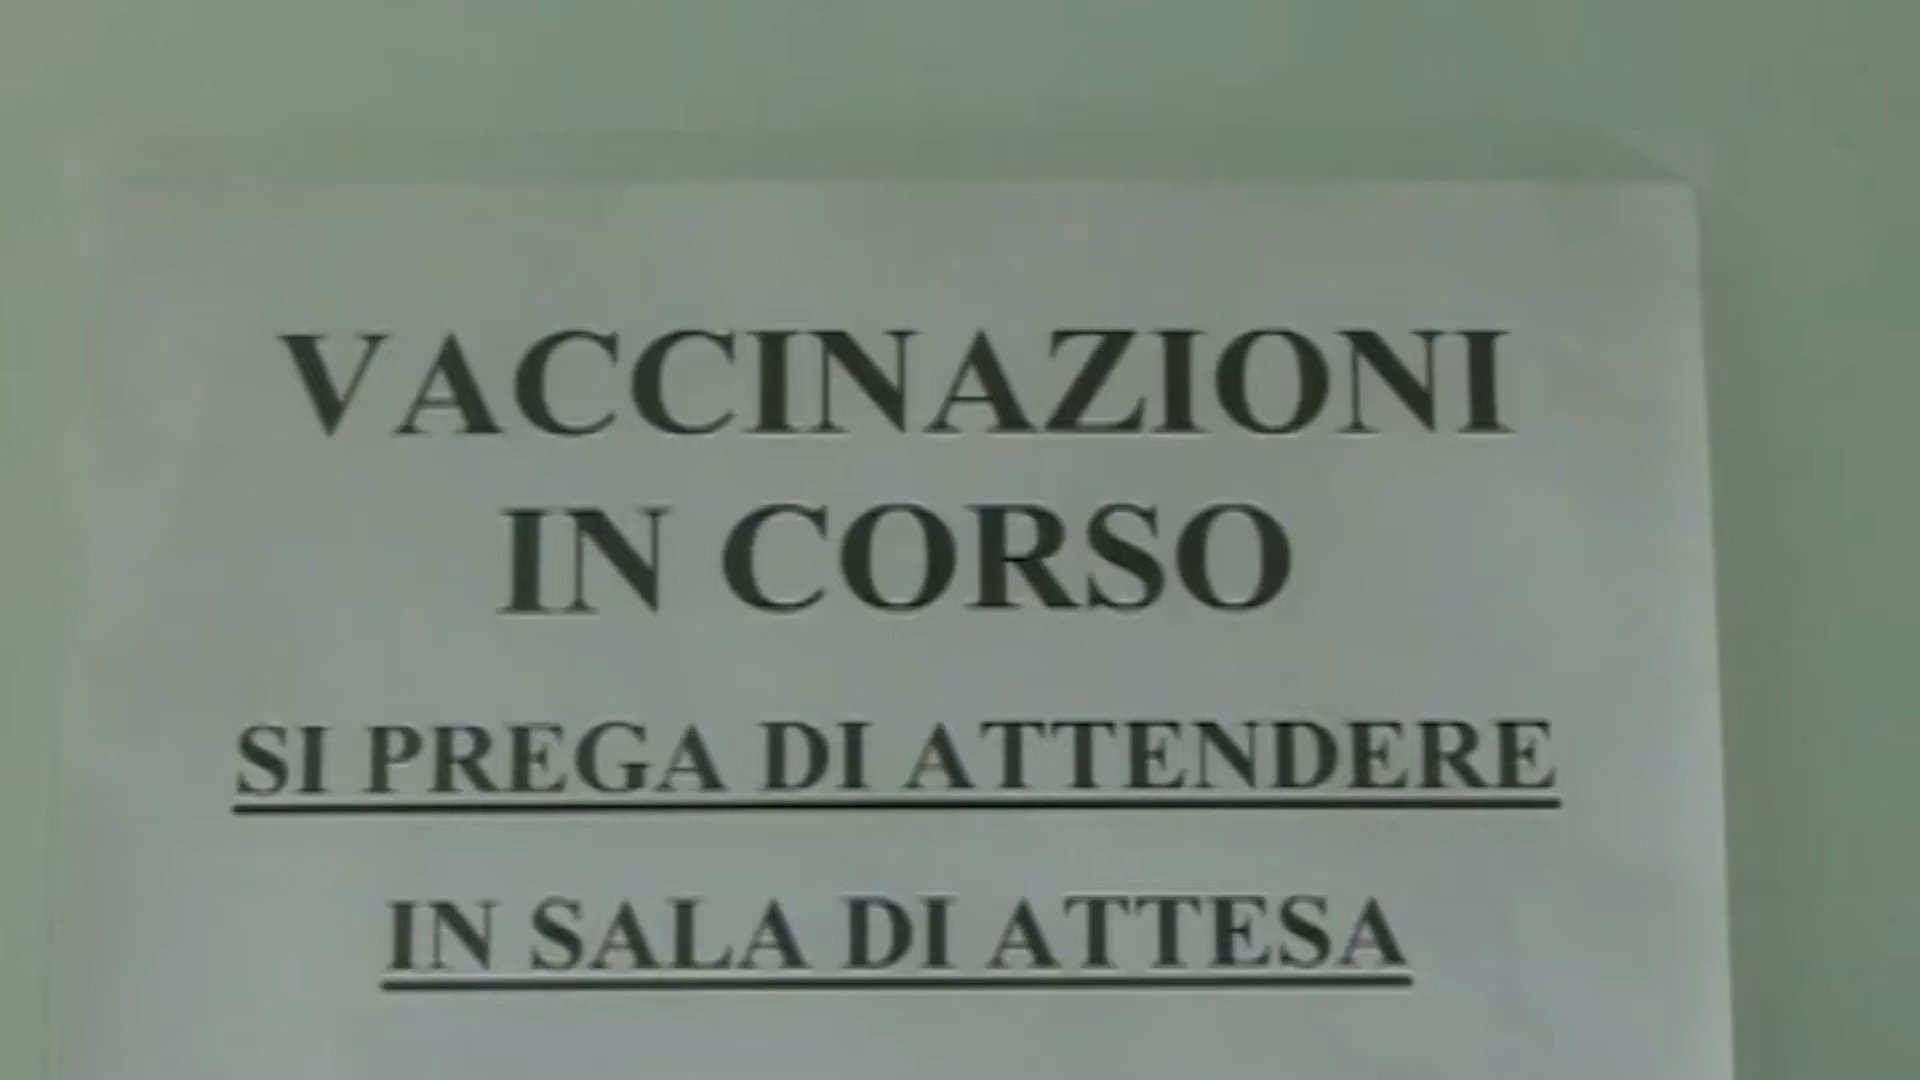 VACCINAZIONI
IN CORSO
SI PREGA DI ATTENDERE
IN SALA DI ATTESA